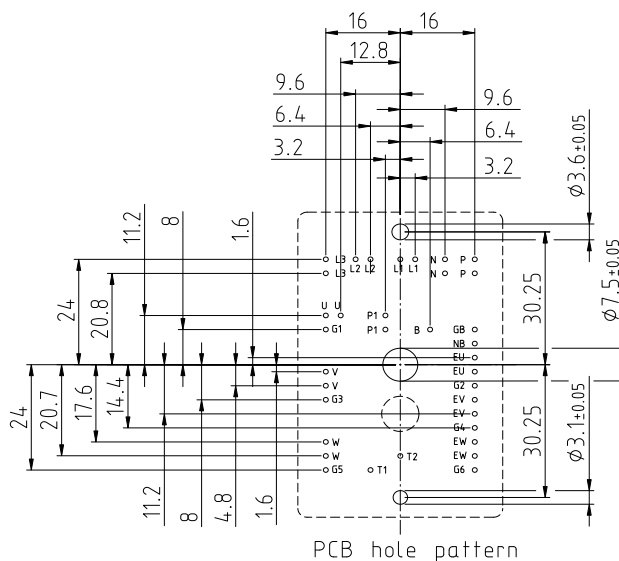 16 16
12.8
9.6 9.6
6.4 6.4
3.2 3.2
Ø3.6±0.05
11.2 8 1.6
Ø7.5±0.05
L3 L2 L2 L1 L1 N P
L3 N P
24 20.8
30.25
U U P1
G1 P1 B GB
NB
EU
V EU
V G2
G3 EV
EV
G4
24 20.7 17.6 14.4
30.25
Ø3.1±0.05
W EW
W T2 EW
G5 T1 G6
11.2 8 4.8 1.6
PCB hole pattern